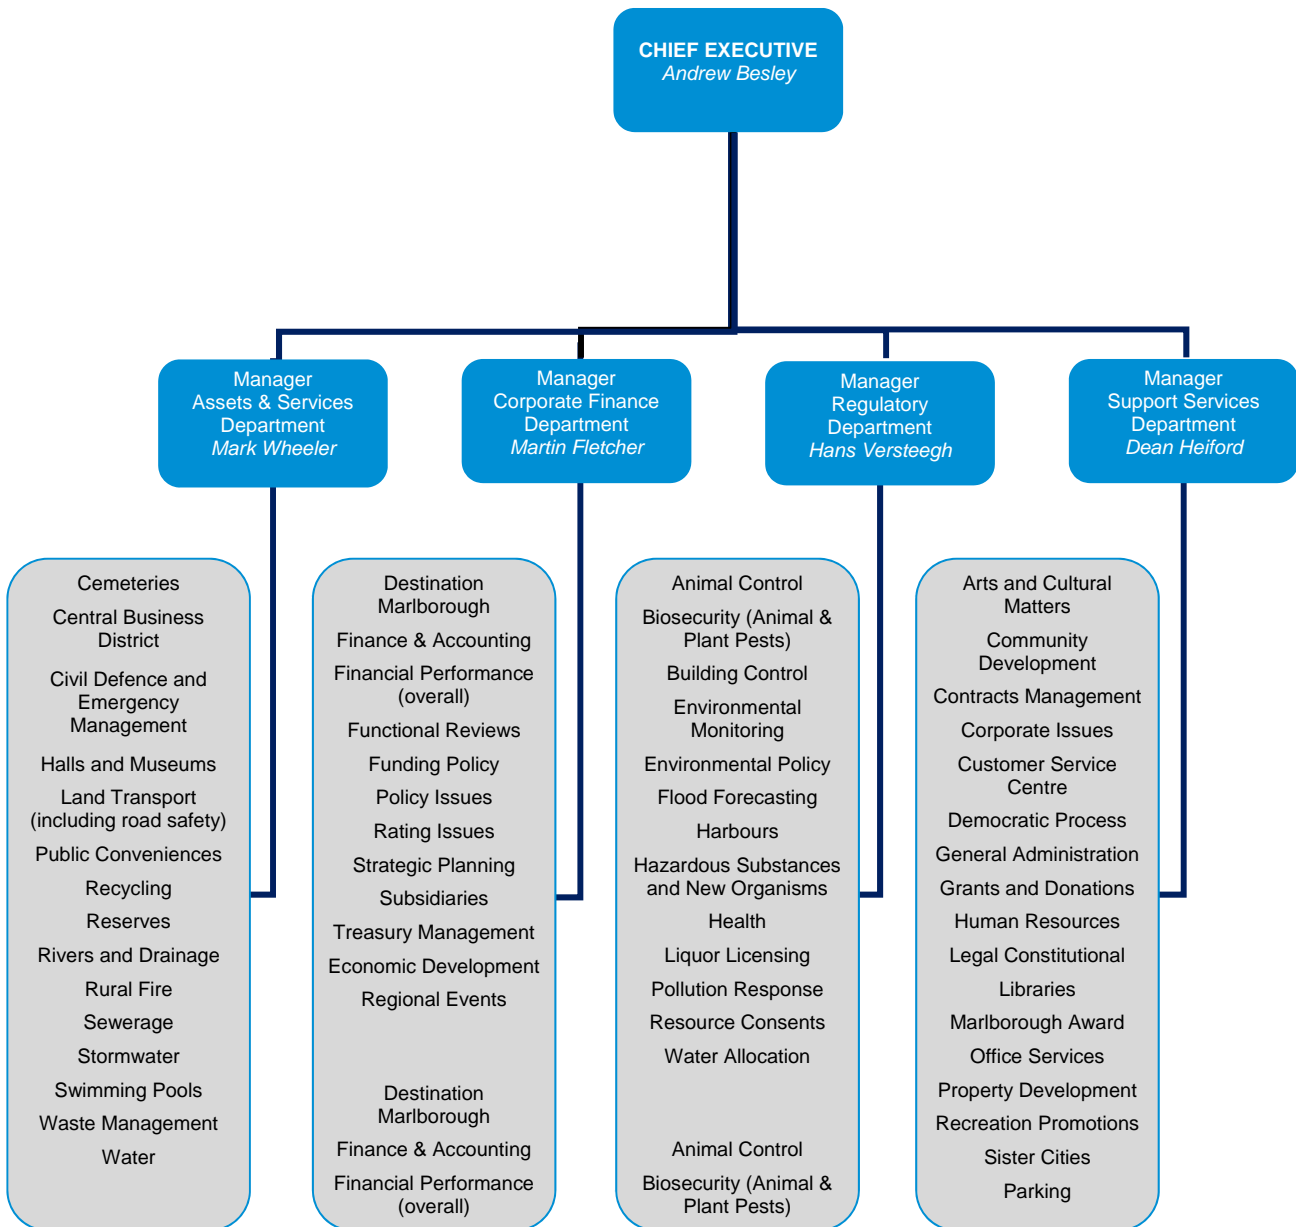 CHIEF EXECUTIVE
Andrew Besley
Manager
Assets & Services
Department
Mark Wheeler
Manager
Corporate Finance
Department
Martin Fletcher
Manager
Regulatory
Department
Hans Versteegh
Manager
Support Services
Department
Dean Heiford
Cemeteries
Central Business
District
Civil Defence and
Emergency
Management
Halls and Museums
Land Transport
(including road safety)
Public Conveniences
Recycling
Reserves
Rivers and Drainage
Rural Fire
Sewerage
Stormwater
Swimming Pools
Waste Management
Water
Destination
Marlborough
Finance & Accounting
Financial Performance
(overall)
Functional Reviews
Funding Policy
Policy Issues
Rating Issues
Strategic Planning
Subsidiaries
Treasury Management
Economic Development
Regional Events
Destination
Marlborough
Finance & Accounting
Financial Performance
(overall)
Animal Control
Biosecurity (Animal &
Plant Pests)
Building Control
Environmental
Monitoring
Environmental Policy
Flood Forecasting
Harbours
Hazardous Substances
and New Organisms
Health
Liquor Licensing
Pollution Response
Resource Consents
Water Allocation
Animal Control
Biosecurity (Animal &
Plant Pests)
Arts and Cultural
Matters
Community
Development
Contracts Management
Corporate Issues
Customer Service
Centre
Democratic Process
General Administration
Grants and Donations
Human Resources
Legal Constitutional
Libraries
Marlborough Award
Office Services
Property Development
Recreation Promotions
Sister Cities
Parking